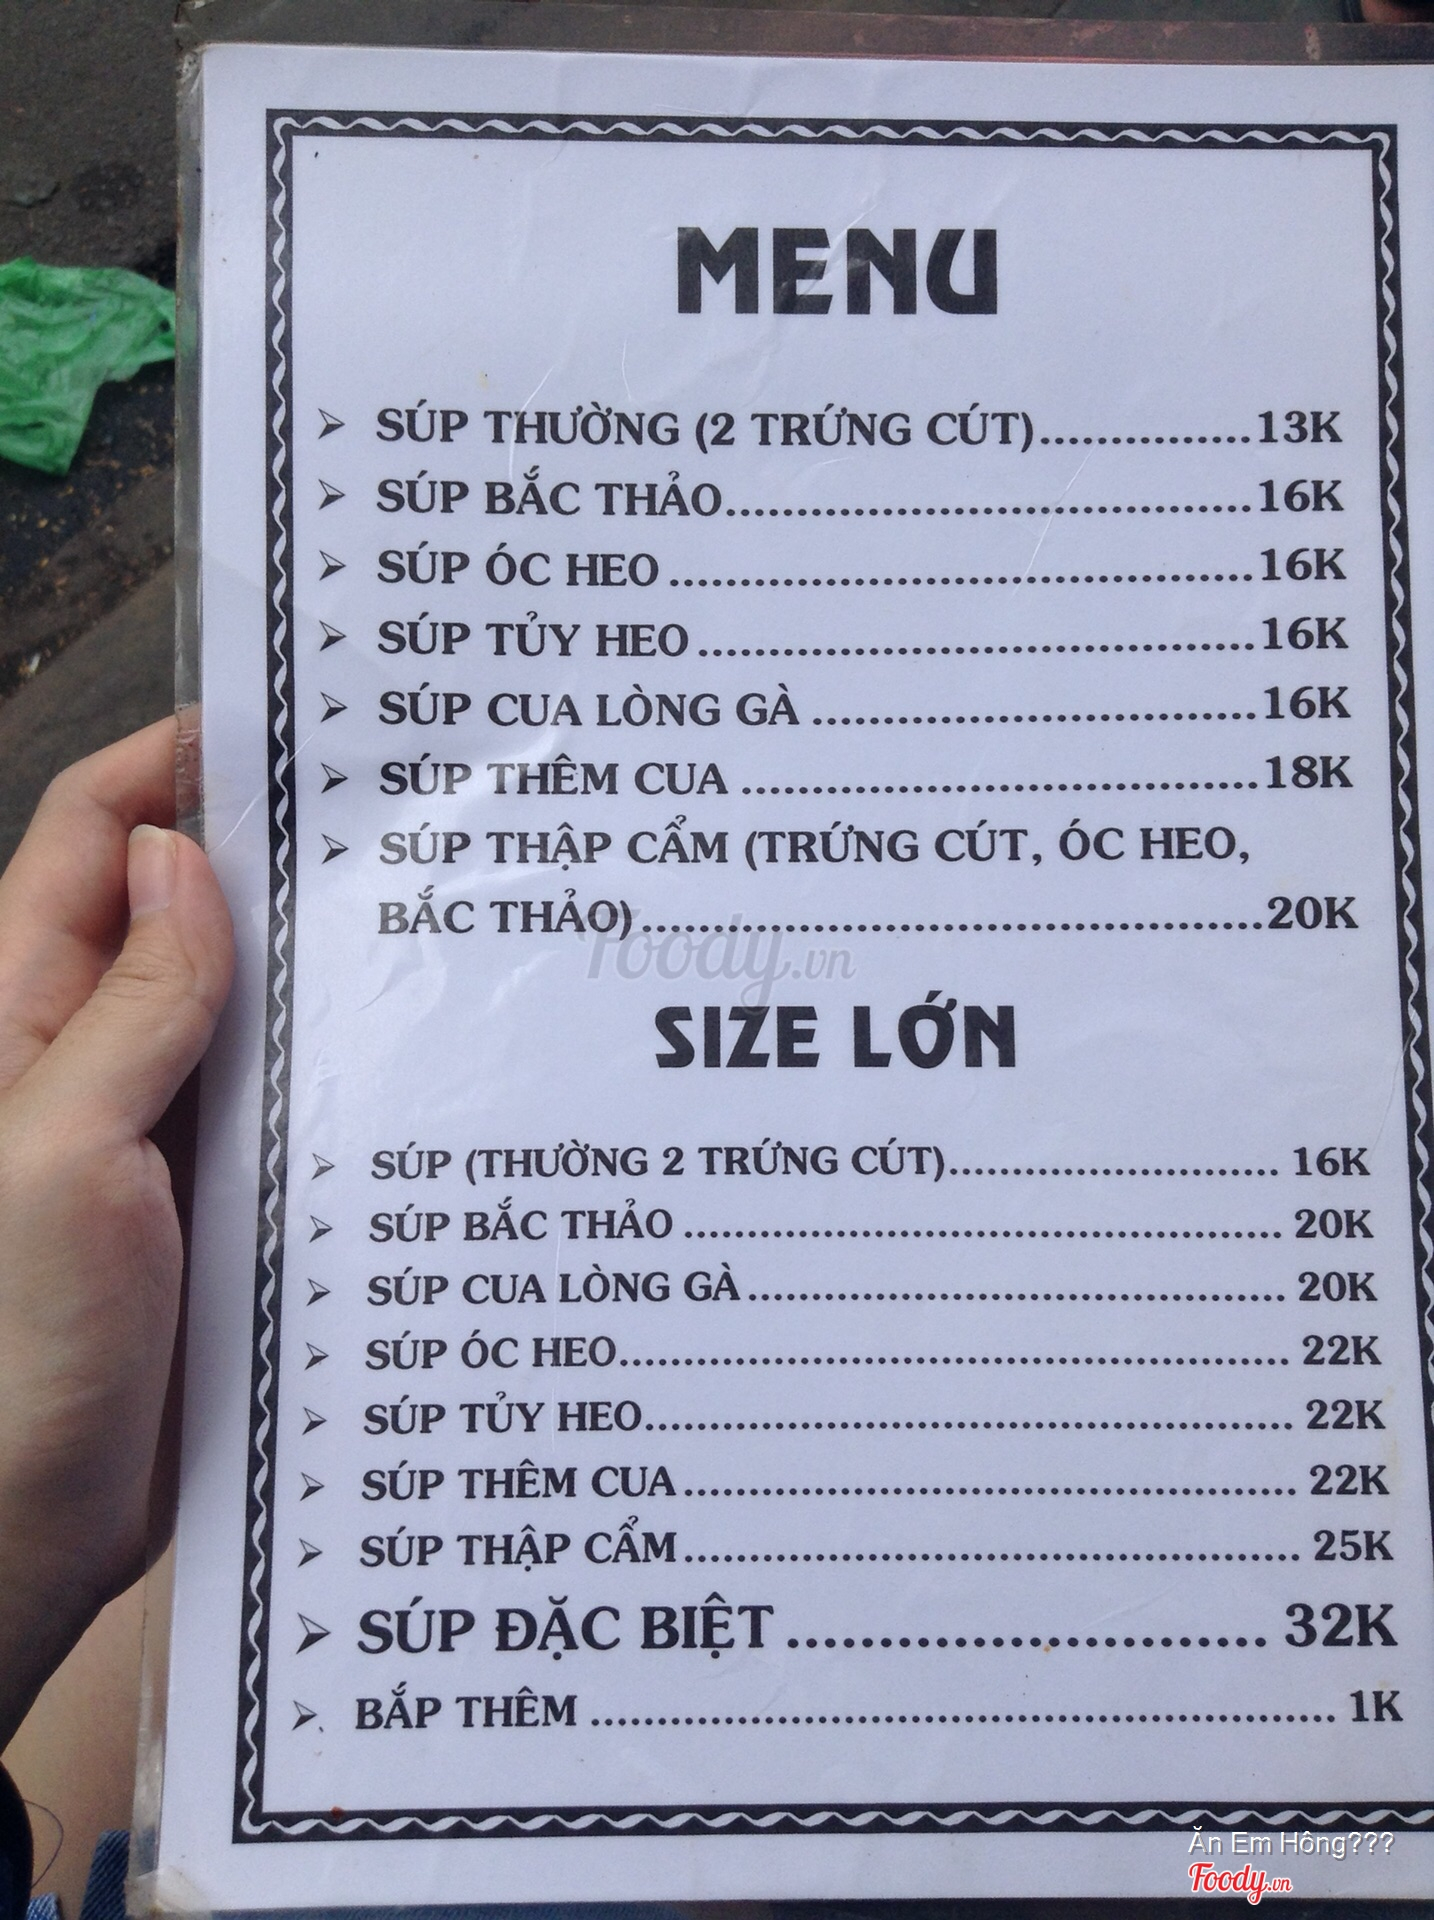 MENU
SÚP THƯỜNG (2 TRỨNG CÚT)...............13K
SÚP BẮC THẢO.....................................16K
SÚP ÓC HEO.........................................16K
SÚP TỦY HEO.......................................16K
SÚP CUA LÒNG GÀ ...............................16K
SÚP THÊM CUA ....................................18K
SÚP THẬP CẨM (TRỨNG CÚT, ÓC HEO,
BẮC THẢO)............................................20K
Foody.vn
SIZE LỚN
SÚP (THƯỜNG 2 TRỨNG CÚT).......................... 16K
SÚP BẮC THẢO ............................................... 20K
SÚP CUA LÒNG GÀ.......................................... 20K
SÚP ÓC HEO..................................................... 22K
SÚP TỦY HEO................................................... 22K
SÚP THÊM CUA................................................ 22K
SÚP THẬP CẨM................................................ 25K
SÚP ĐẶC BIỆT.............................. 32K
BẮP THÊM .......................................................... 1K
Ăn Em Hông???
Foody.vn